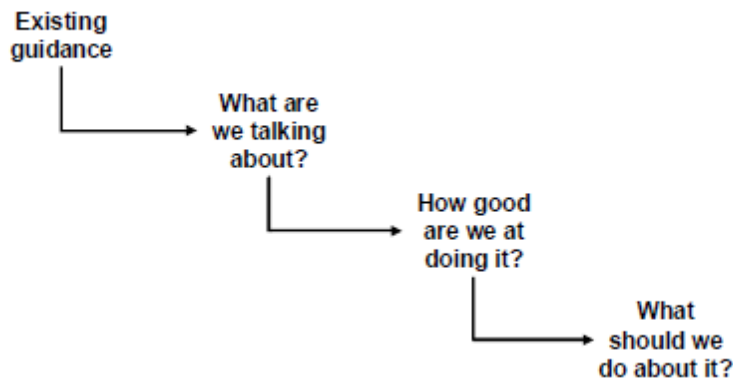 Existing
guidance
What are
we talking
about?
How good
are we at
doing it?
What
should we
do about it?